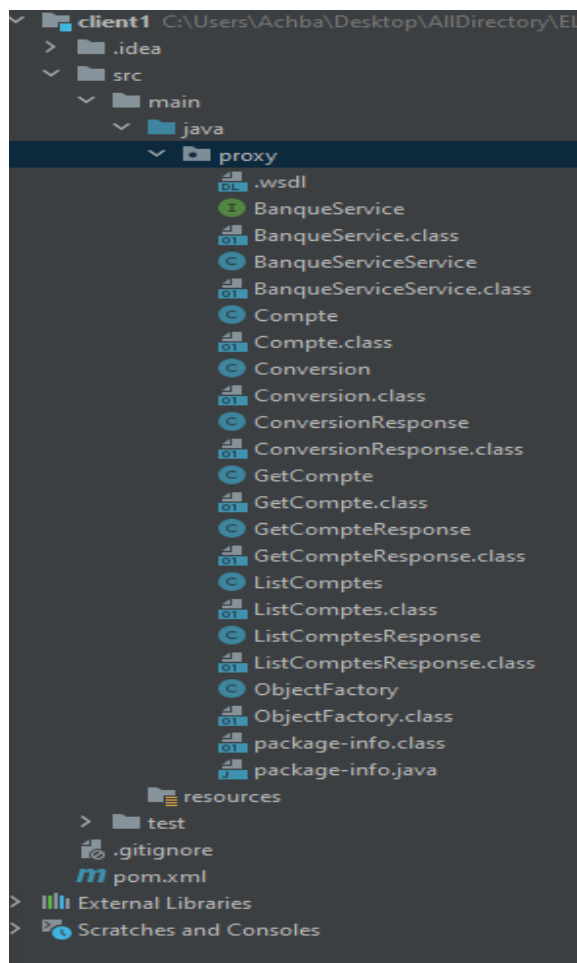 client1 C:\Users\Achba\Desktop\AllDirectory\EL
.idea
src
main
java
proxy
.wsdl
BanqueService
BanqueService.class
BanqueServiceService
BanqueServiceService.class
Compte
Compte.class
Conversion
Conversion.class
ConversionResponse
ConversionResponse.class
GetCompte
GetCompte.class
GetCompteResponse
GetCompteResponse.class
ListComptes
ListComptes.class
ListComptesResponse
ListComptesResponse.class
ObjectFactory
ObjectFactory.class
package-info.class
package-info.java
resources
test
.gitignore
pom.xml
External Libraries
Scratches and Consoles